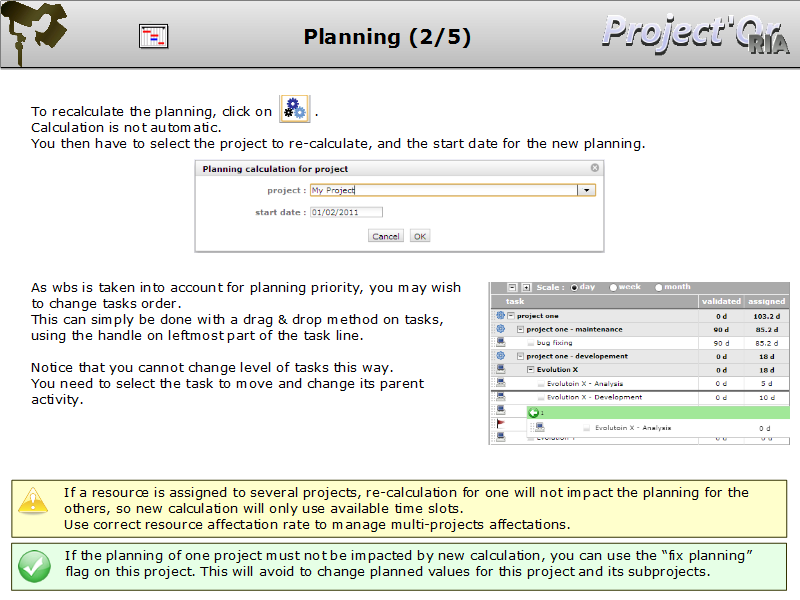 Planning (2/5)
Project'Or
RIA
To recalculate the planning, click on .
Calculation is not automatic.
You then have to select the project to re-calculate, and the start date for the new planning.
Planning calculation for project
project : My Project
start date : 01/02/2011
Cancel OK
As wbs is taken into account for planning priority, you may wish
to change tasks order.
This can simply be done with a drag & drop method on tasks,
using the handle on leftmost part of the task line.
Notice that you cannot change level of tasks this way.
You need to select the task to move and change its parent
activity.
Scale : day week month
task validated assigned
project one 0 d 103.2 d
project one - maintenance 90 d 85.2 d
bug fixing 90 d 85.2 d
project one - developement 0 d 18 d
Evolution X 0 d 18 d
Evolutoin X - Analysis 0 d 5 d
Evolution X - Development 0 d 10 d
1
Evolutoin X - Analysis 0 d
If a resource is assigned to several projects, re-calculation for one will not impact the planning for the
others, so new calculation will only use available time slots.
Use correct resource affectation rate to manage multi-projects affectations.
If the planning of one project must not be impacted by new calculation, you can use the “fix planning”
flag on this project. This will avoid to change planned values for this project and its subprojects.